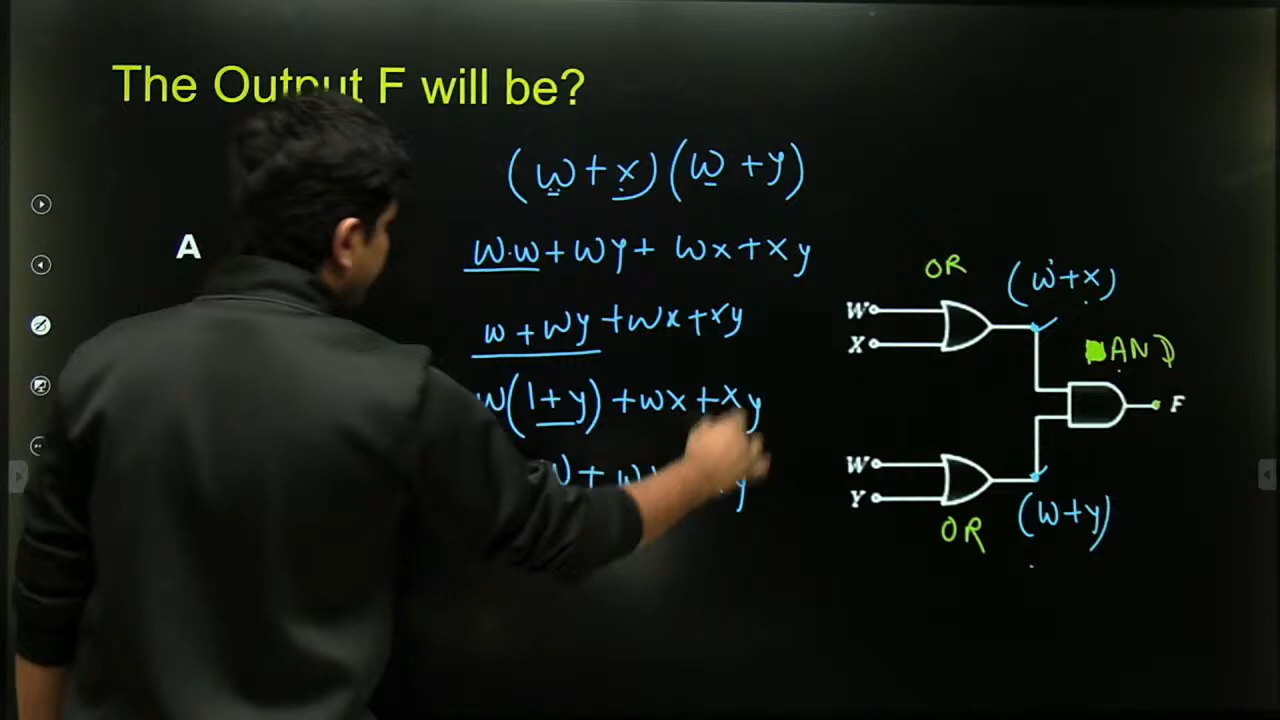 The Output F will be?
(w + x) (w + y)
A
w·w + wy + wx + xy
w + wy + wx + xy
w(1 + y) + wx + xy
OR
(w + x)
W
X
AND
F
W
Y
OR
(w + y)